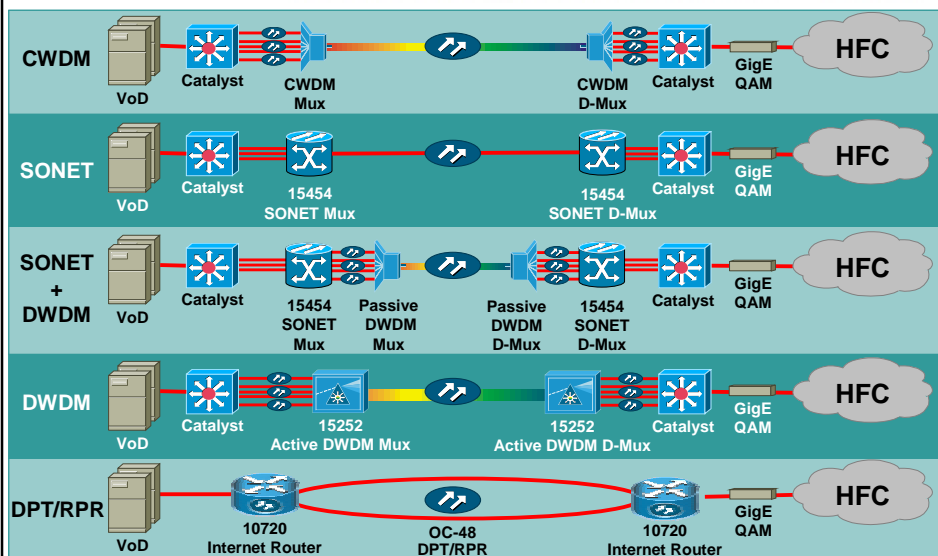 CWDM
VoD
Catalyst
CWDM
Mux
CWDM
D-Mux
Catalyst
GigE
QAM
HFC
SONET
VoD
Catalyst
15454
SONET Mux
15454
SONET D-Mux
Catalyst
GigE
QAM
HFC
SONET
+
DWDM
VoD
Catalyst
15454
SONET
Mux
Passive
DWDM
Mux
Passive
DWDM
D-Mux
15454
SONET
D-Mux
Catalyst
GigE
QAM
HFC
DWDM
VoD
Catalyst
15252
Active DWDM Mux
15252
Active DWDM D-Mux
Catalyst
GigE
QAM
HFC
DPT/RPR
VoD
10720
Internet Router
OC-48
DPT/RPR
10720
Internet Router
GigE
QAM
HFC